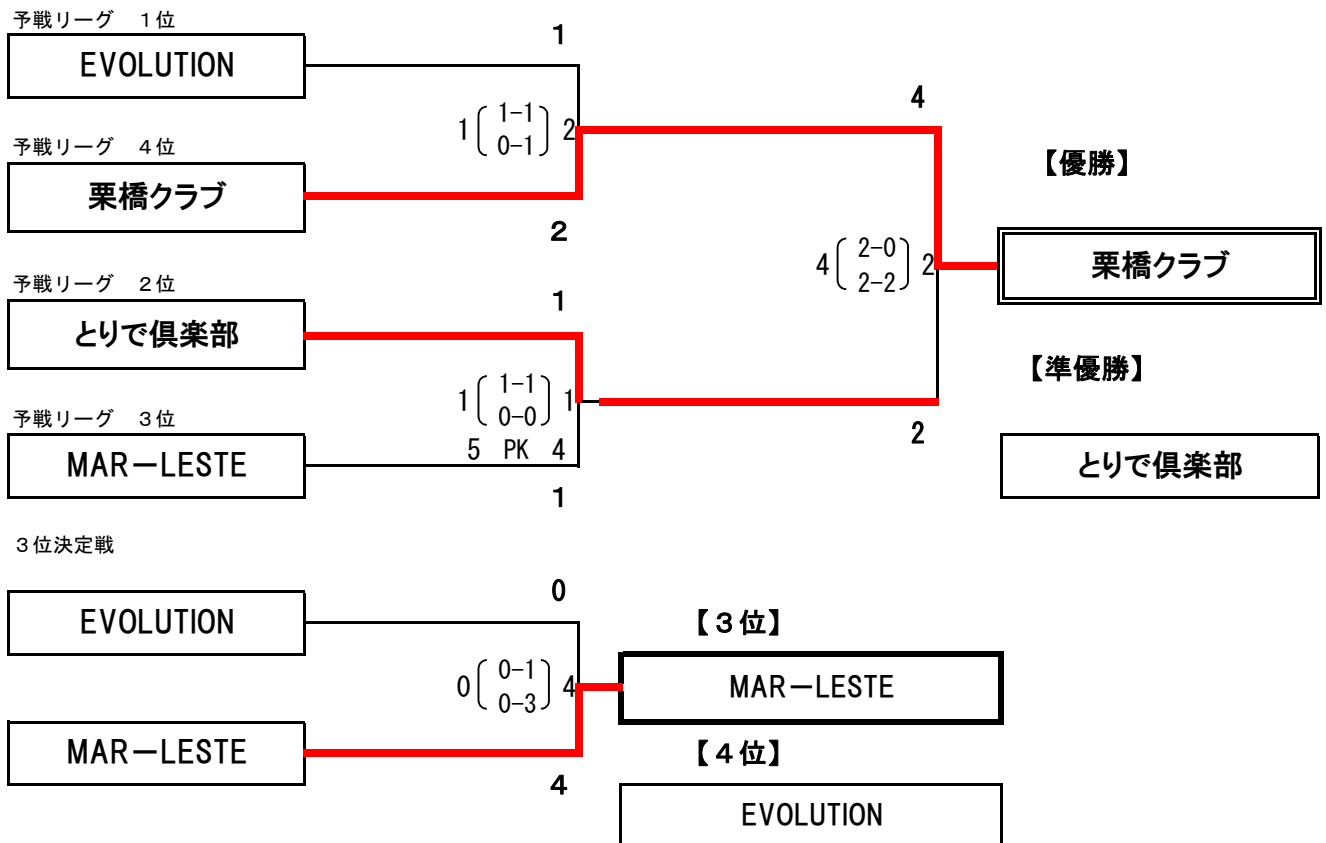 予戦リーグ　１位
EVOLUTION
1
1 1-1 2
0-1
予戦リーグ　４位
栗橋クラブ
2
4
【優勝】
栗橋クラブ
4 2-0 2
2-2
予戦リーグ　２位
とりで倶楽部
1
1 1-1 1
0-0
5 PK 4
予戦リーグ　３位
MAR－LESTE
1
2
【準優勝】
とりで倶楽部
３位決定戦
EVOLUTION
0
0 0-1 4
0-3
MAR－LESTE
4
【３位】
MAR－LESTE
【４位】
EVOLUTION